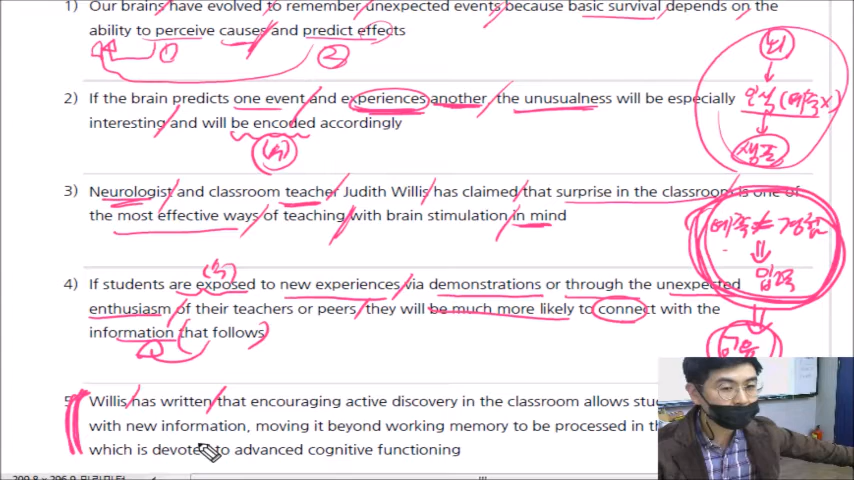 1) Our brains have evolved to remember unexpected events because basic survival depends on the
ability to perceive causes and predict effects
① ②
뇌
인식 (예측x)
생존
2) If the brain predicts one event and experiences another, the unusualness will be especially
interesting and will be encoded accordingly
(수)
3) Neurologist and classroom teacher Judith Willis has claimed that surprise in the classroom is one of
the most effective ways of teaching with brain stimulation in mind
예측 ≠ 경험
(수)
4) If students are exposed to new experiences via demonstrations or through the unexpected
enthusiasm of their teachers or peers, they will be much more likely to connect with the
information that follows
5) Willis has written that encouraging active discovery in the classroom allows stu
with new information, moving it beyond working memory to be processed in th
which is devoted to advanced cognitive functioning